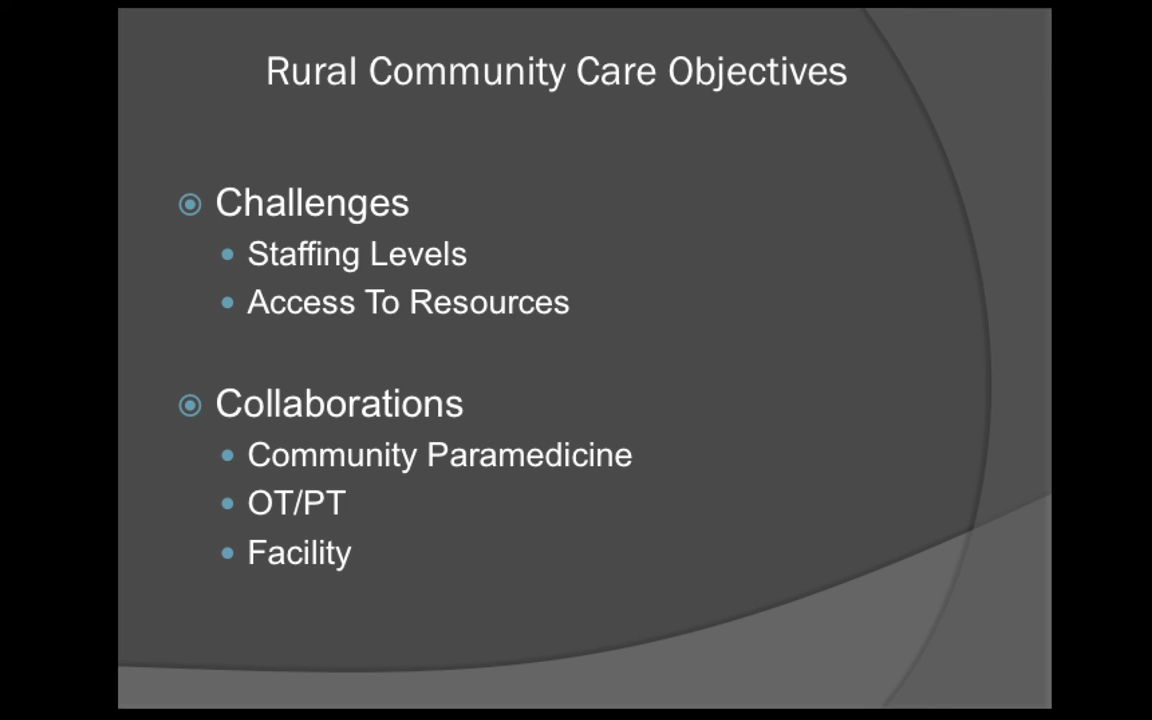 Rural Community Care Objectives
Challenges
Staffing Levels
Access To Resources
Collaborations
Community Paramedicine
OT/PT
Facility